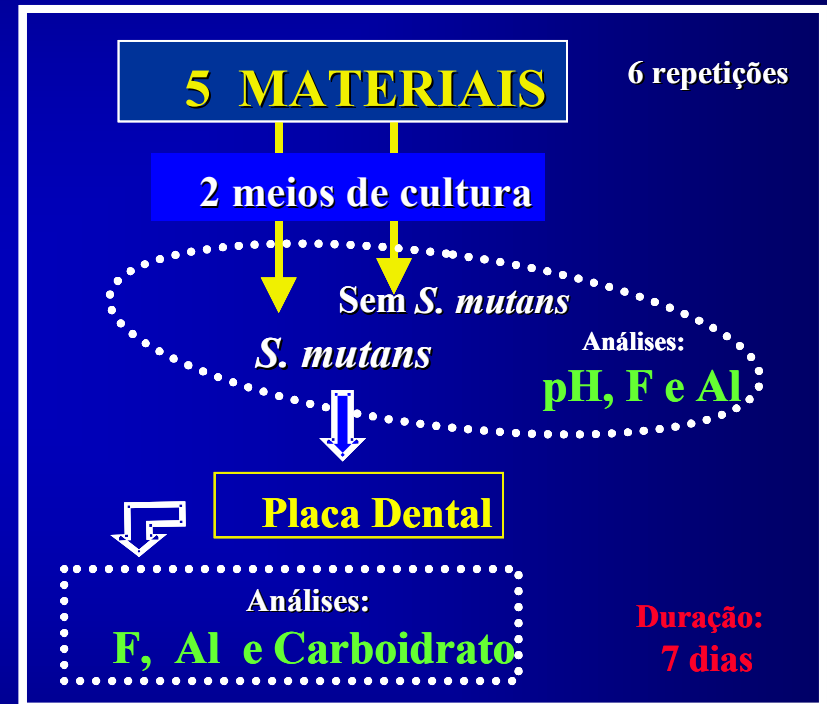 5 MATERIAIS
6 repetições
2 meios de cultura
Sem S. mutans
S. mutans
Análises:
pH, F e Al
Placa Dental
Análises:
F, Al e Carboidrato
Duração:
7 dias